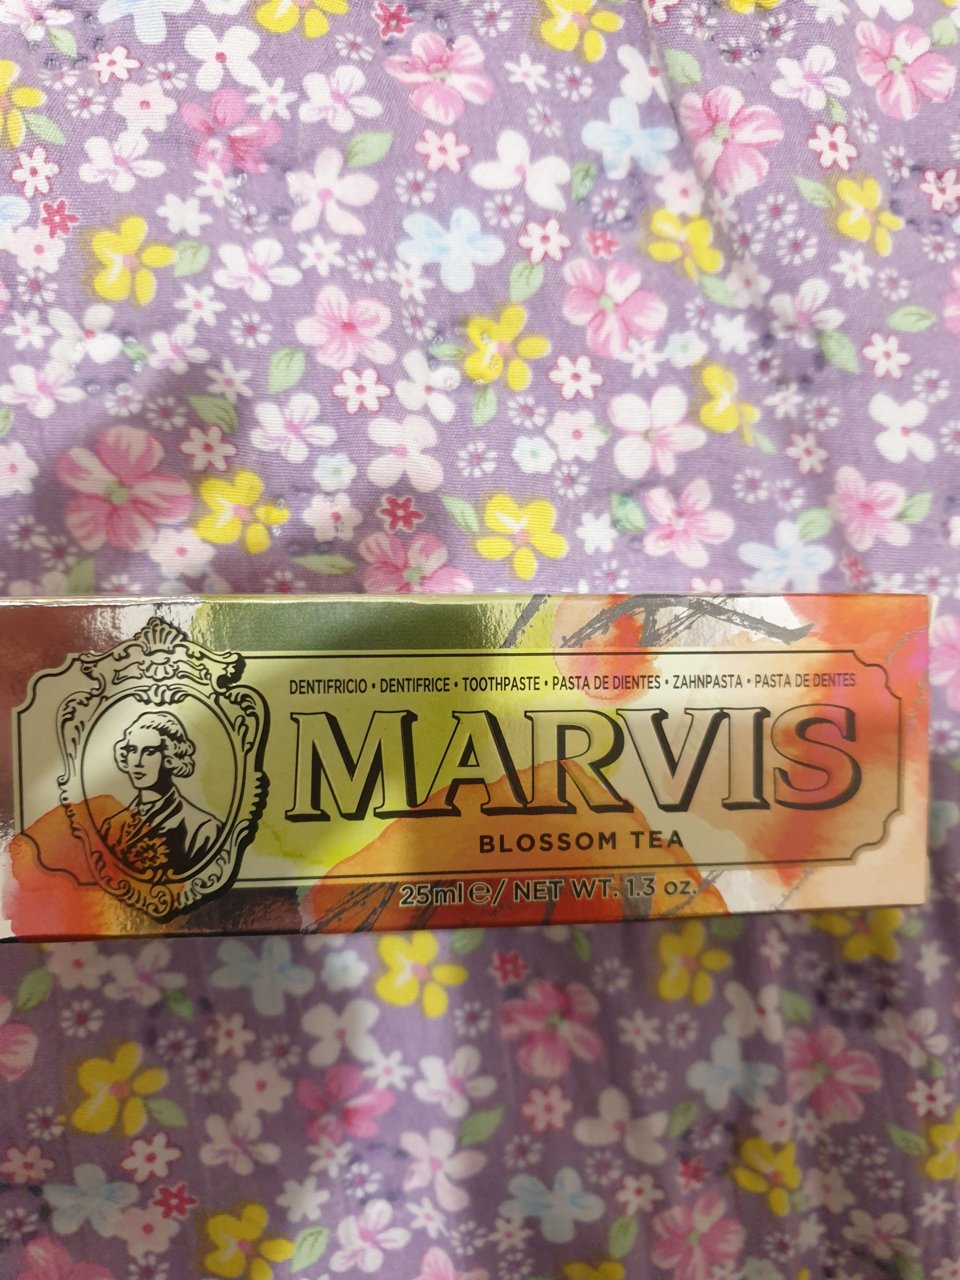 DENTIFRICIO • DENTIFRICE • TOOTHPASTE • PASTA DE DIENTES • ZAHNPASTA • PASTA DE DENTES
MARVIS
BLOSSOM TEA
25ml ℮/ NET WT. 1.3 oz.